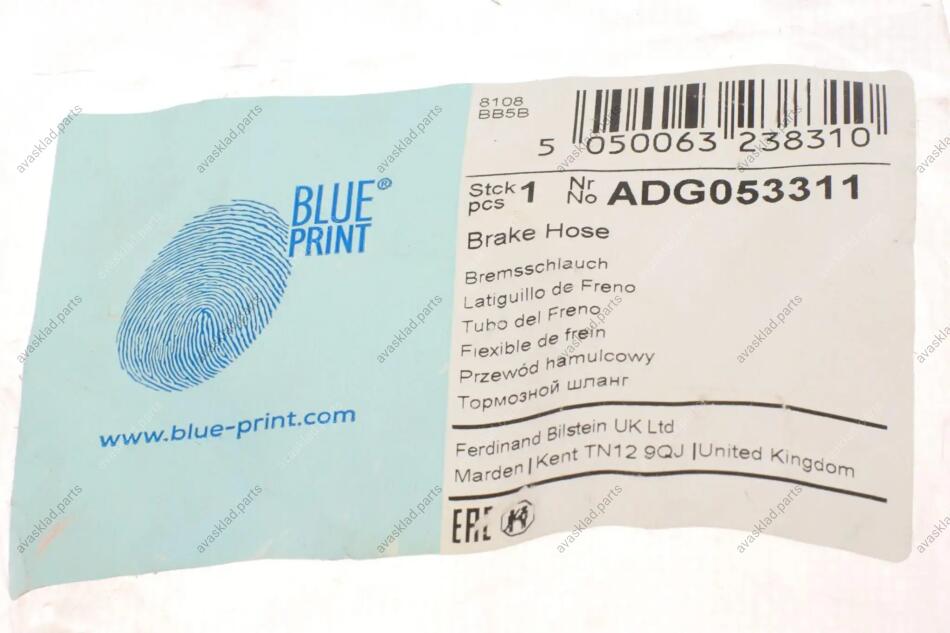 BLUE®
PRINT
www.blue-print.com
8108
BB5B
5 050063 238310
Stck
pcs 1 Nr
No ADG053311
Brake Hose
Bremsschlauch
Latiguillo de Freno
Tubo del Freno
Flexible de frein
Przewód hamulcowy
Тормозной шланг
Ferdinand Bilstein UK Ltd
Marden | Kent TN12 9QJ | United Kingdom
EAC
avasklad.parts